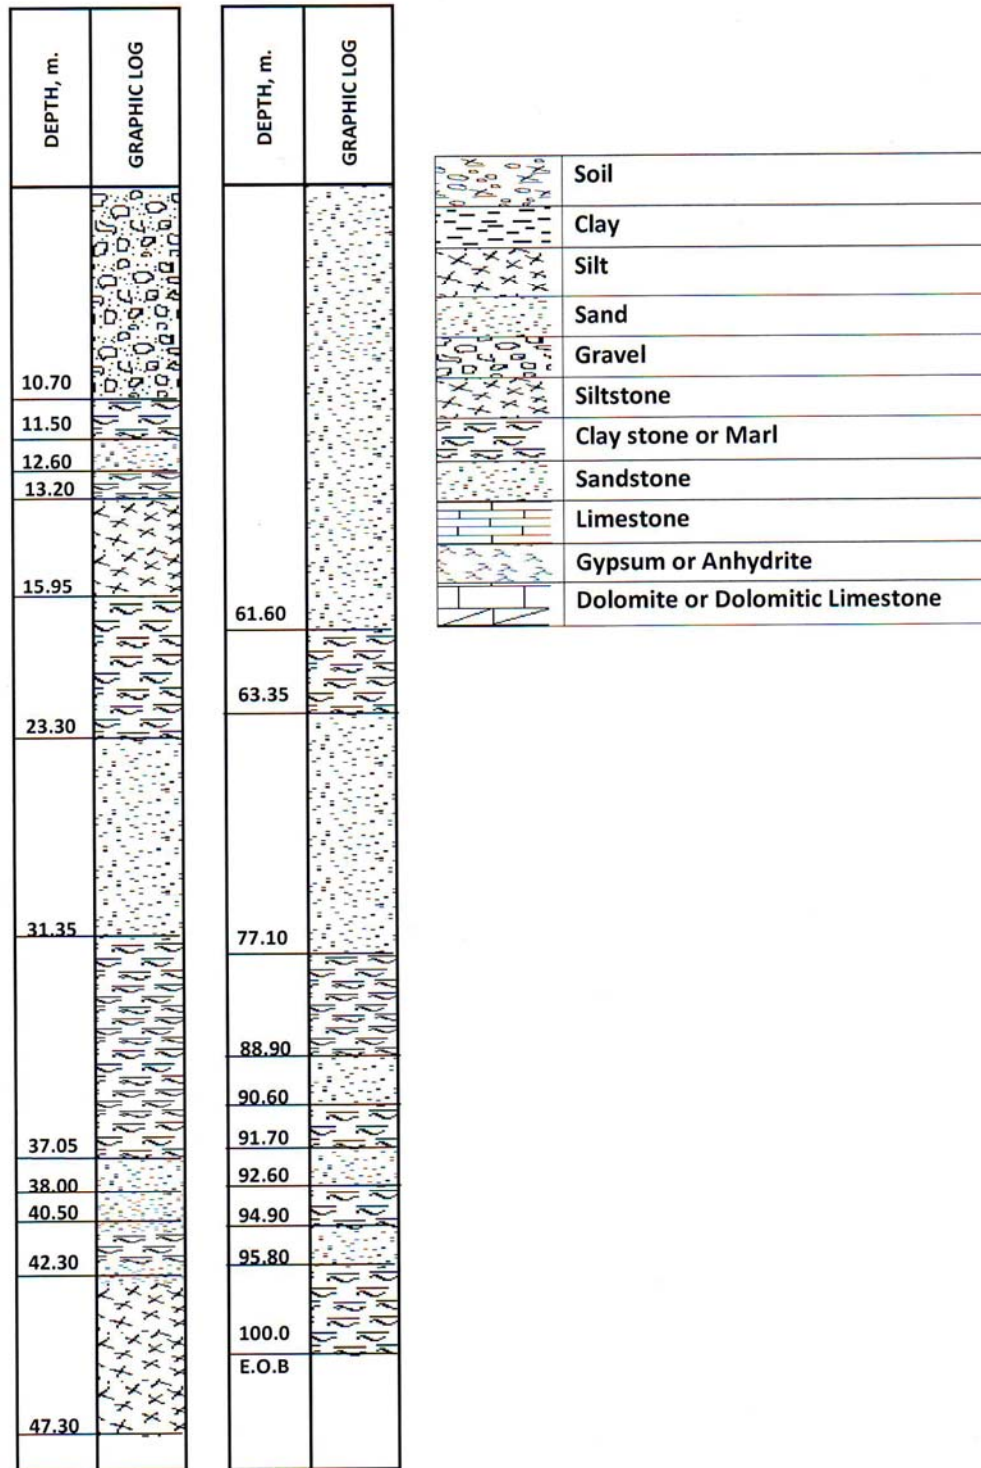 DEPTH, m.
GRAPHIC LOG
10.70
11.50
12.60
13.20
15.95
23.30
31.35
37.05
38.00
40.50
42.30
47.30
DEPTH, m.
GRAPHIC LOG
61.60
63.35
77.10
88.90
90.60
91.70
92.60
94.90
95.80
100.0
E.O.B
Soil
Clay
Silt
Sand
Gravel
Siltstone
Clay stone or Marl
Sandstone
Limestone
Gypsum or Anhydrite
Dolomite or Dolomitic Limestone